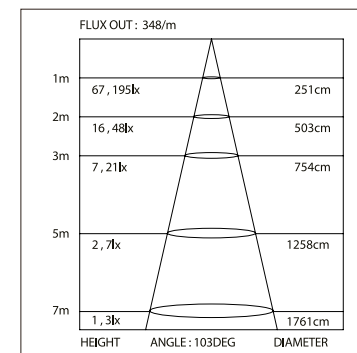 FLUX OUT : 348/m
1m
67 , 195lx 251cm
2m
16 , 48lx 503cm
3m
7 , 21lx 754cm
5m
2 , 7lx 1258cm
7m
1 , 3lx 1761cm
HEIGHT ANGLE : 103DEG DIAMETER